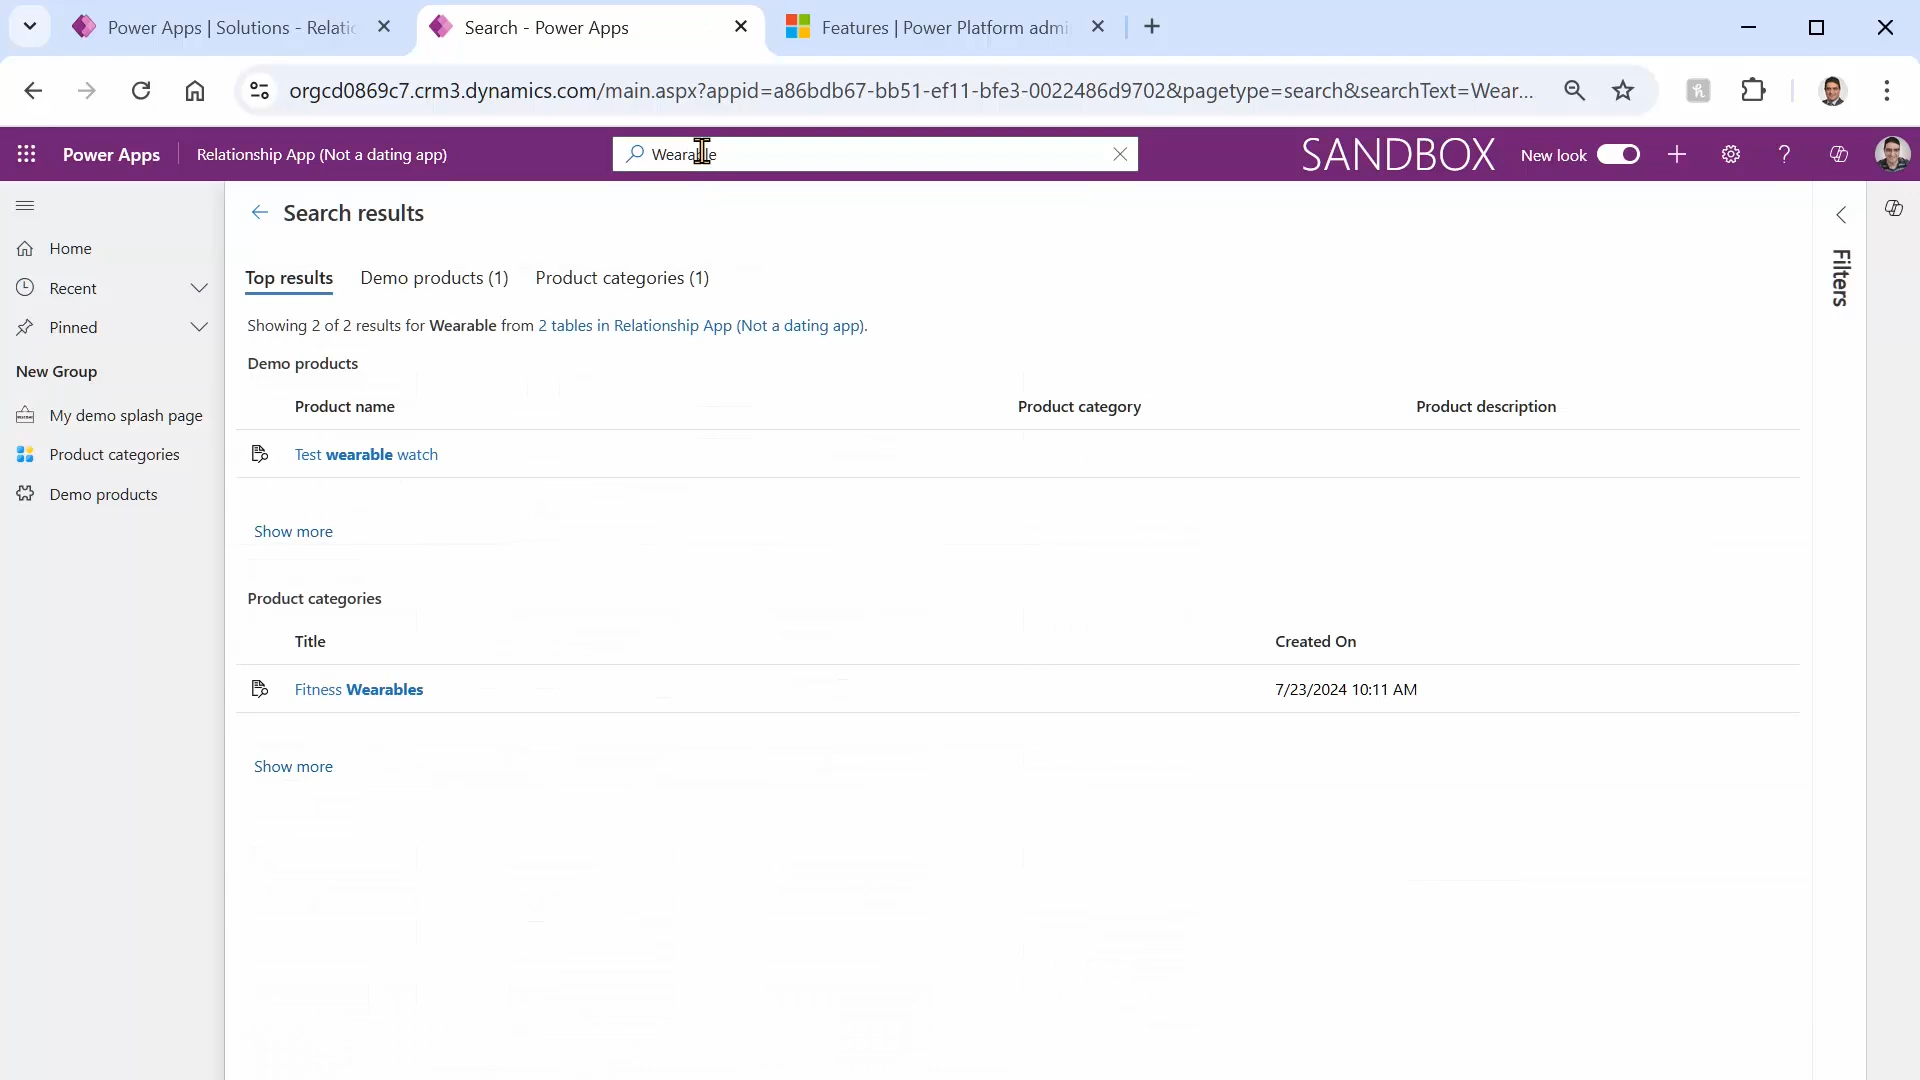 Power Apps | Solutions - Relatio
Search - Power Apps
Features | Power Platform admi
orgcd0869c7.crm3.dynamics.com/main.aspx?appid=a86bdb67-bb51-ef11-bfe3-0022486d9702&pagetype=search&searchText=Wear...
Power Apps
Relationship App (Not a dating app)
Wearable
SANDBOX
New look
Search results
Home
Recent
Pinned
New Group
My demo splash page
Product categories
Demo products
Top results
Demo products (1)
Product categories (1)
Showing 2 of 2 results for Wearable from 2 tables in Relationship App (Not a dating app).
Demo products
Product name
Product category
Product description
Test wearable watch
Show more
Product categories
Title
Created On
Fitness Wearables
7/23/2024 10:11 AM
Show more
Filters